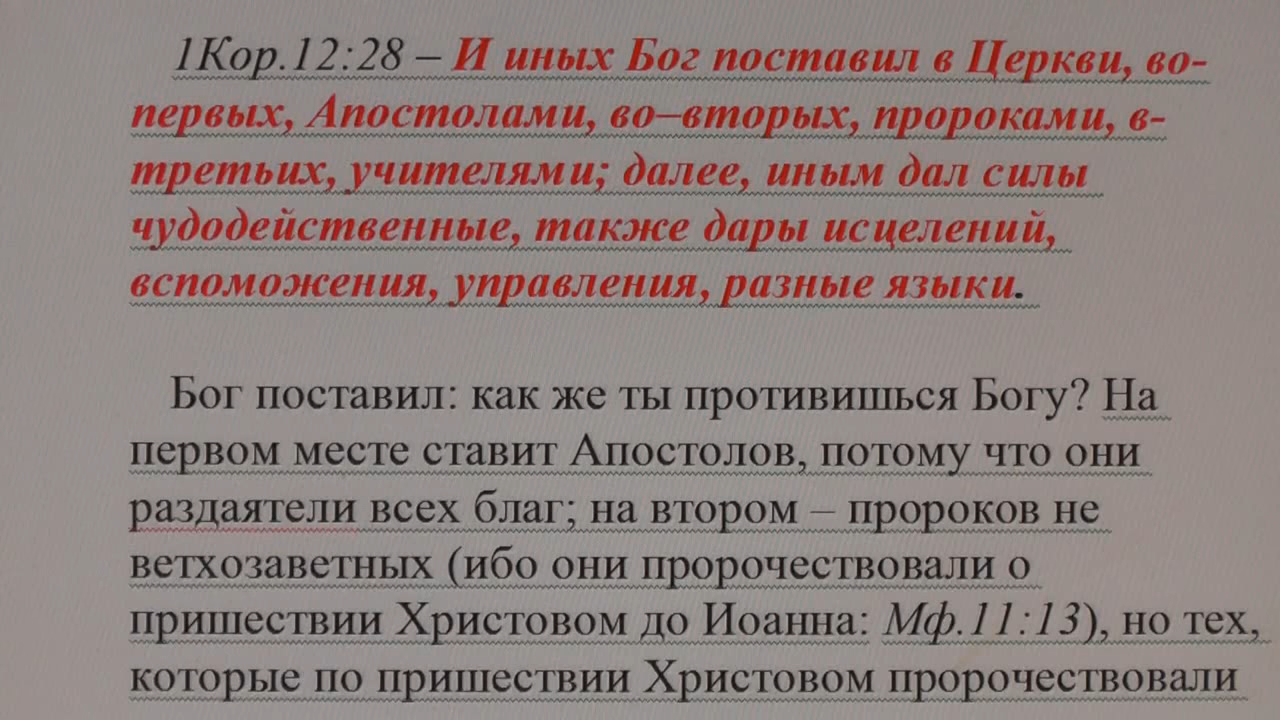 1Кор.12:28 – И иных Бог поставил в Церкви, во-
первых, Апостолами, во–вторых, пророками, в-
третьих, учителями; далее, иным дал силы
чудодейственные, также дары исцелений,
вспоможения, управления, разные языки.
Бог поставил: как же ты противишься Богу? На
первом месте ставит Апостолов, потому что они
раздаятели всех благ; на втором – пророков не
ветхозаветных (ибо они пророчествовали о
пришествии Христовом до Иоанна: Мф.11:13), но тех,
которые по пришествии Христовом пророчествовали